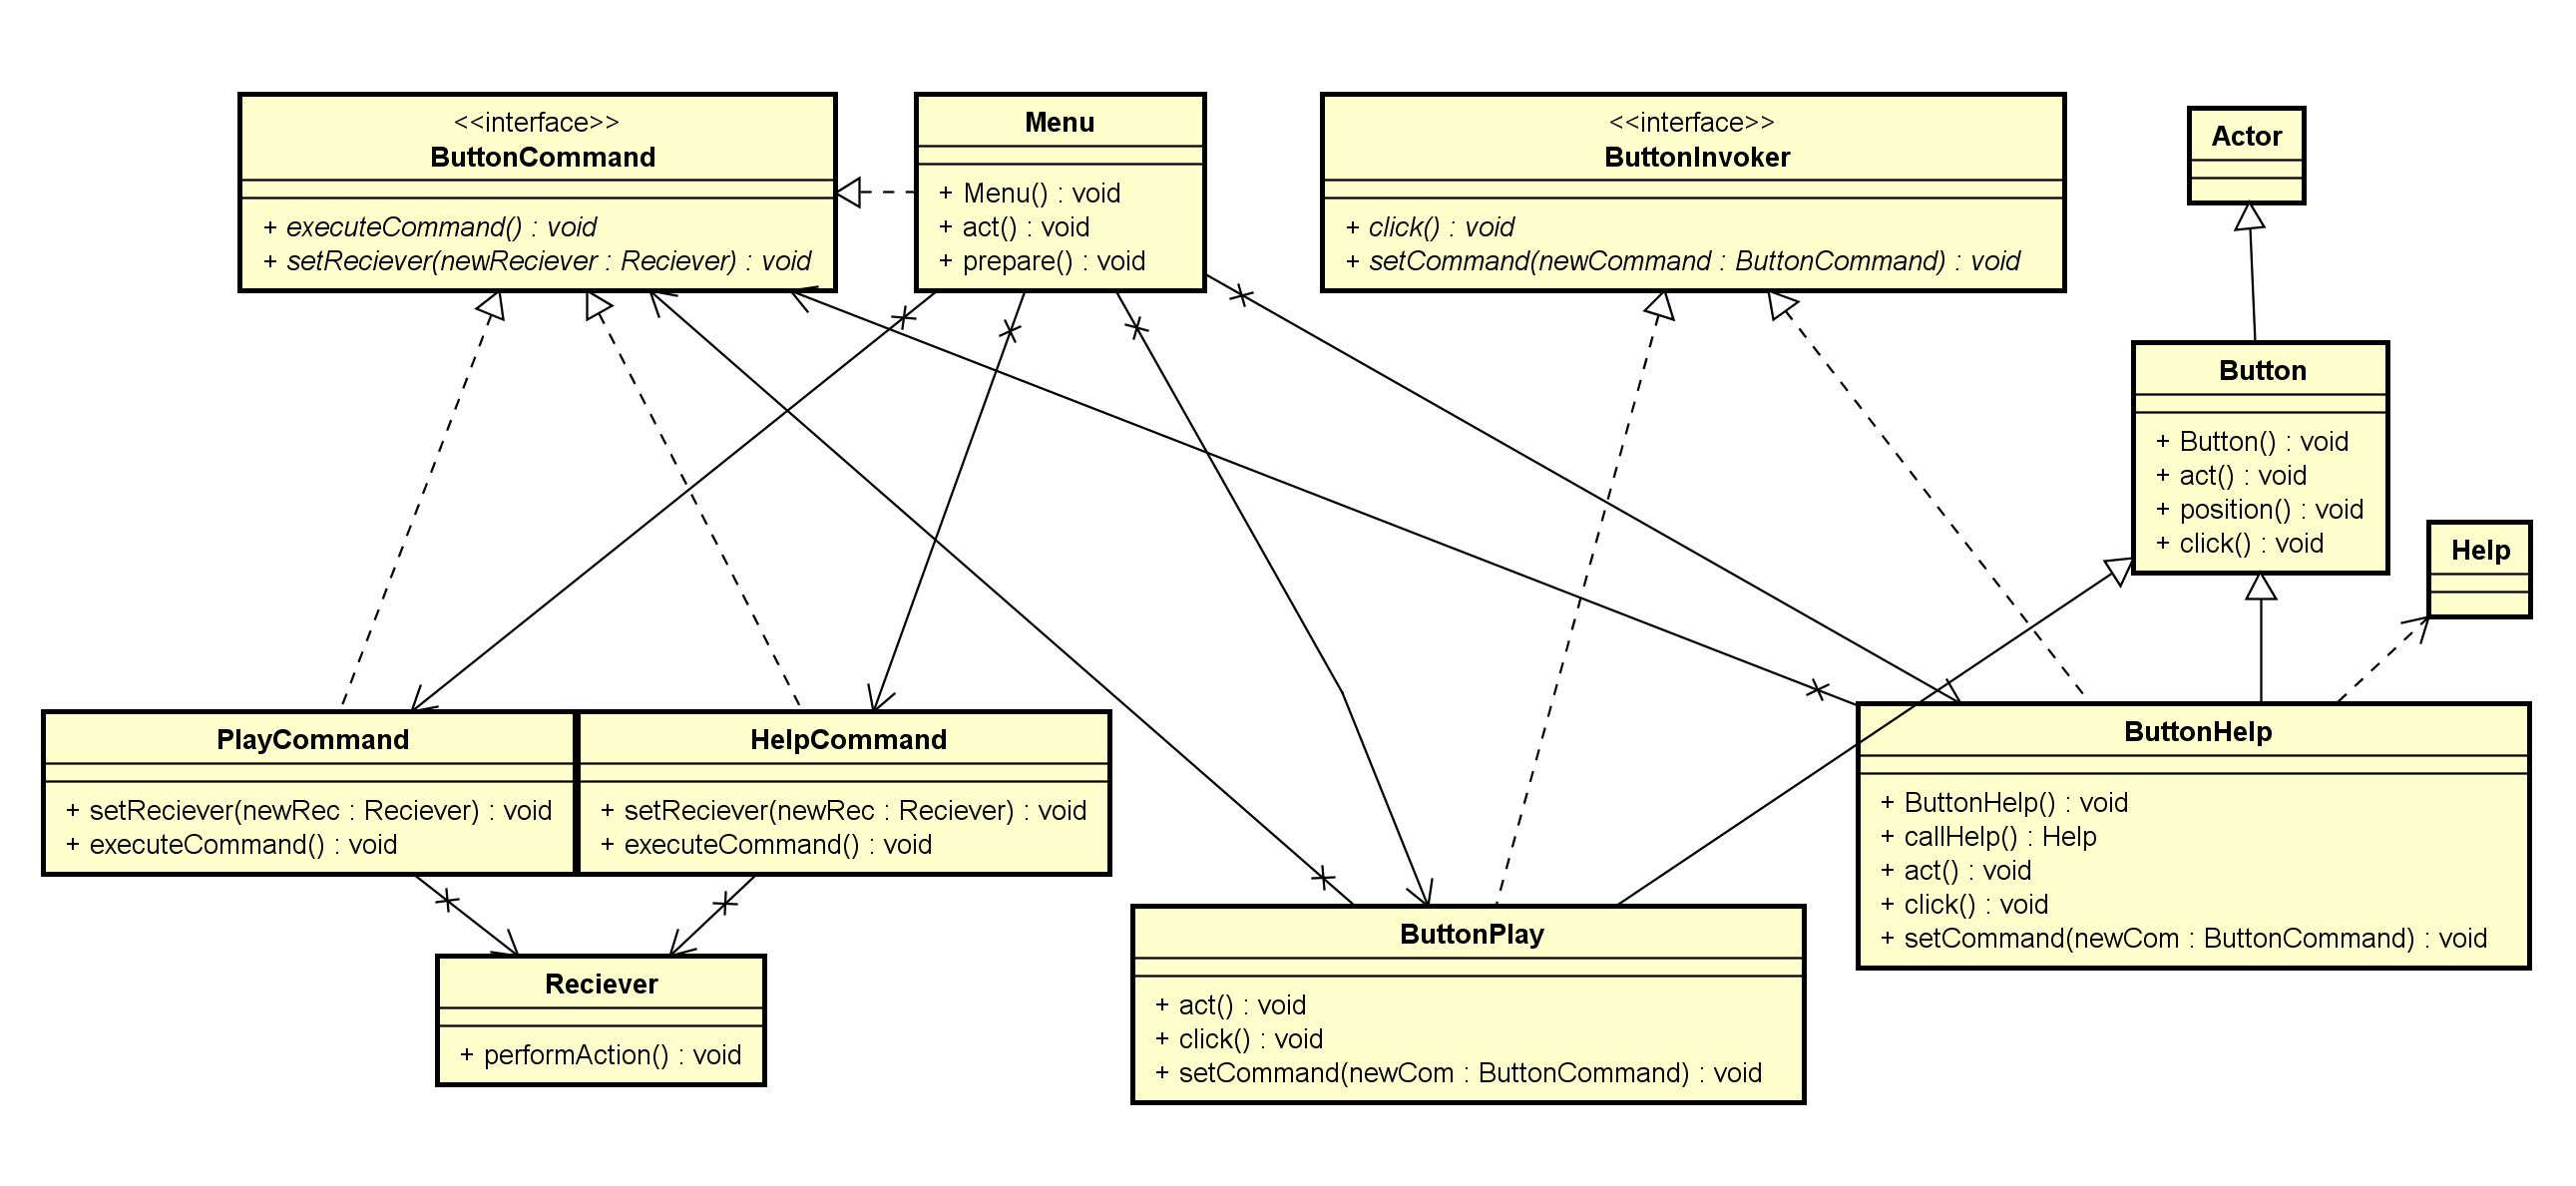 <<interface>>
ButtonCommand
+ executeCommand() : void
+ setReciever(newReciever : Reciever) : void
Menu
+ Menu() : void
+ act() : void
+ prepare() : void
<<interface>>
ButtonInvoker
+ click() : void
+ setCommand(newCommand : ButtonCommand) : void
Actor
Button
+ Button() : void
+ act() : void
+ position() : void
+ click() : void
Help
PlayCommand
+ setReciever(newRec : Reciever) : void
+ executeCommand() : void
HelpCommand
+ setReciever(newRec : Reciever) : void
+ executeCommand() : void
ButtonHelp
+ ButtonHelp() : void
+ callHelp() : Help
+ act() : void
+ click() : void
+ setCommand(newCom : ButtonCommand) : void
Reciever
+ performAction() : void
ButtonPlay
+ act() : void
+ click() : void
+ setCommand(newCom : ButtonCommand) : void